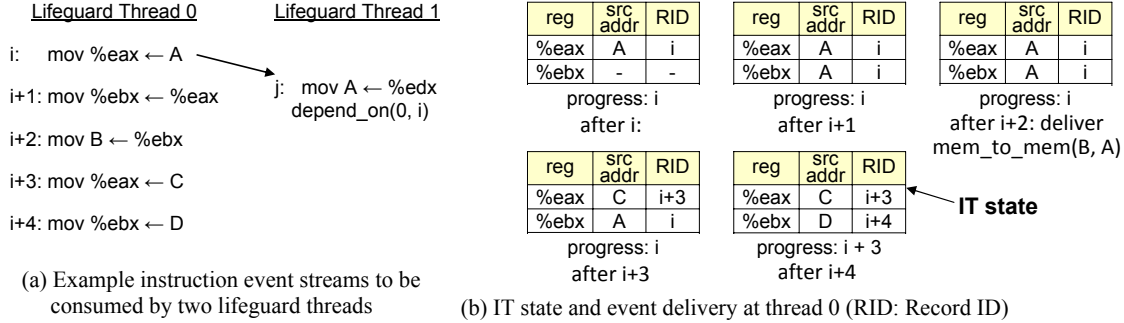 Lifeguard Thread 0
Lifeguard Thread 1
i: mov %eax ← A
j: mov A ← %edx
depend_on(0, i)
i+1: mov %ebx ← %eax
i+2: mov B ← %ebx
i+3: mov %eax ← C
i+4: mov %ebx ← D
(a) Example instruction event streams to be
consumed by two lifeguard threads
reg src addr RID
%eax A i
%ebx - -
progress: i
after i:
reg src addr RID
%eax A i
%ebx A i
progress: i
after i+1
reg src addr RID
%eax A i
%ebx A i
progress: i
after i+2: deliver
mem_to_mem(B, A)
reg src addr RID
%eax C i+3
%ebx A i
progress: i
after i+3
reg src addr RID
%eax C i+3
%ebx D i+4
progress: i + 3
after i+4
IT state
(b) IT state and event delivery at thread 0 (RID: Record ID)